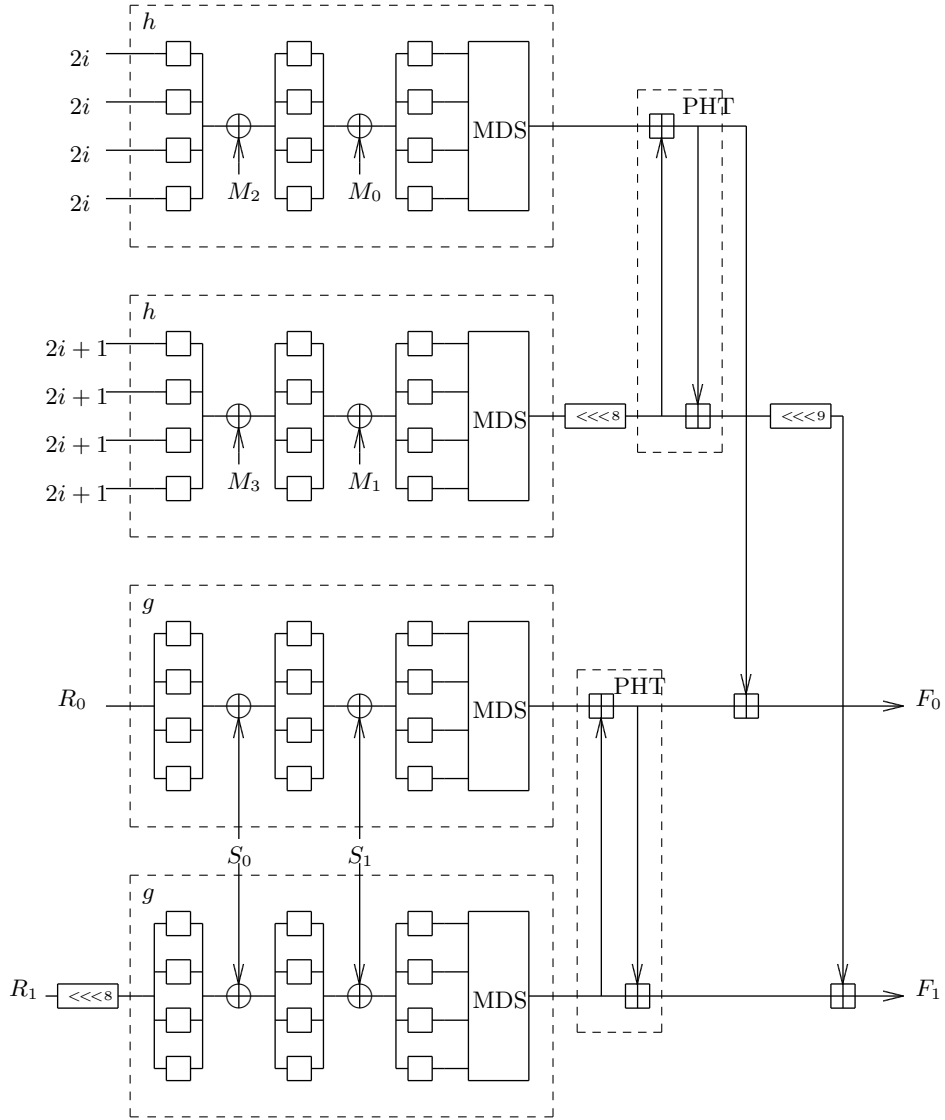 h
2i
2i
PHT
MDS
2i
2i
M₂ M₀
h
2i + 1
2i + 1
MDS <<<8 <<<9
2i + 1
2i + 1
M₃ M₁
g
R₀ PHT F₀
MDS
S₀ S₁
g
R₁ <<<8 MDS F₁